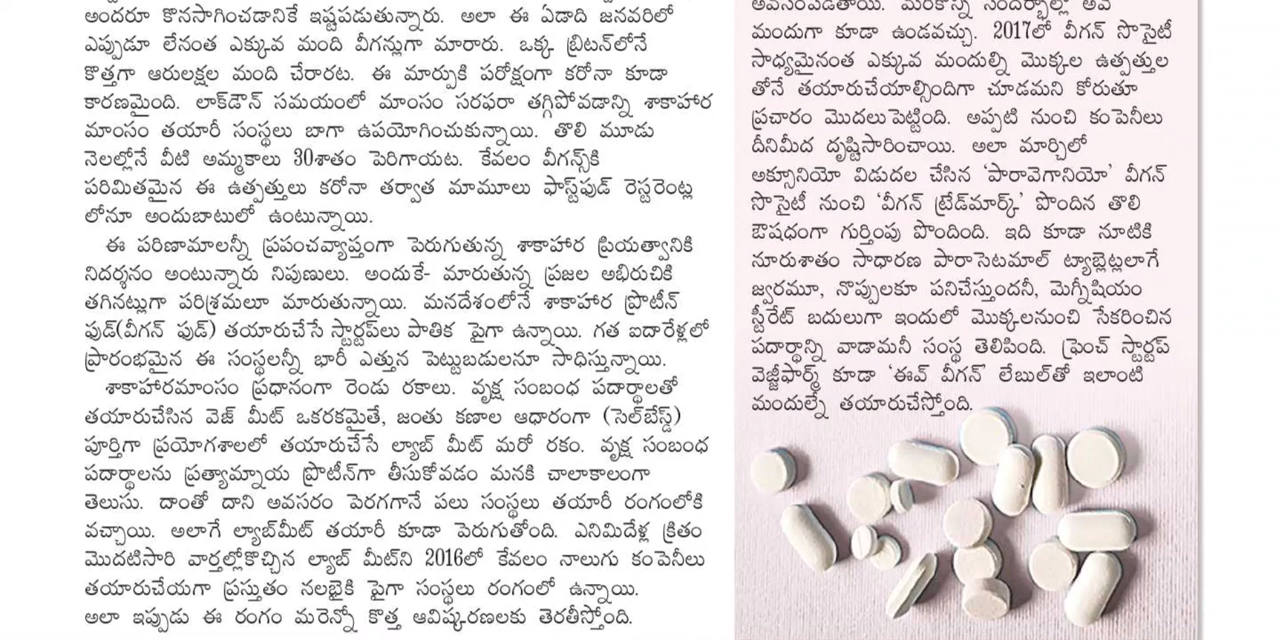 అందరూ కొనసాగించడానికే ఇష్టపడుతున్నారు. అలా ఈ ఏడాది జనవరిలో
ఎప్పుడూ లేనంత ఎక్కువ మంది వీగన్లుగా మారారు. ఒక్క బ్రిటన్‌లోనే
కొత్తగా ఆరులక్షల మంది చేరారట. ఈ మార్పుకి పరోక్షంగా కరోనా కూడా
కారణమైంది. లాక్‌డౌన్ సమయంలో మాంసం సరఫరా తగ్గిపోవడాన్ని శాకాహార
మాంసం తయారీ సంస్థలు బాగా ఉపయోగించుకున్నాయి. తొలి మూడు
నెలల్లోనే వీటి అమ్మకాలు 30శాతం పెరిగాయట. కేవలం వీగన్స్‌కి
పరిమితమైన ఈ ఉత్పత్తులు కరోనా తర్వాత మామూలు ఫాస్ట్‌ఫుడ్ రెస్టరెంట్ల
లోనూ అందుబాటులో ఉంటున్నాయి.
ఈ పరిణామాలన్నీ ప్రపంచవ్యాప్తంగా పెరుగుతున్న శాకాహార ప్రియత్వానికి
నిదర్శనం అంటున్నారు నిపుణులు. అందుకే- మారుతున్న ప్రజల అభిరుచికి
తగినట్లుగా పరిశ్రమలూ మారుతున్నాయి. మనదేశంలోనే శాకాహార ప్రొటీన్
ఫుడ్(వీగన్ ఫుడ్) తయారుచేసే స్టార్టప్‌లు పాతిక పైగా ఉన్నాయి. గత ఐదారేళ్లలో
ప్రారంభమైన ఈ సంస్థలన్నీ భారీ ఎత్తున పెట్టుబడులనూ సాధిస్తున్నాయి.
శాకాహారమాంసం ప్రధానంగా రెండు రకాలు. వృక్ష సంబంధ పదార్థాలతో
తయారుచేసిన వెజ్ మీట్ ఒకరకమైతే, జంతు కణాల ఆధారంగా (సెల్‌బేస్డ్)
పూర్తిగా ప్రయోగశాలలో తయారుచేసే ల్యాబ్ మీట్ మరో రకం. వృక్ష సంబంధ
పదార్థాలను ప్రత్యామ్నాయ ప్రొటీన్‌గా తీసుకోవడం మనకి చాలాకాలంగా
తెలుసు. దాంతో దాని అవసరం పెరగగానే పలు సంస్థలు తయారీ రంగంలోకి
వచ్చాయి. అలాగే ల్యాబ్‌మీట్ తయారీ కూడా పెరుగుతోంది. ఎనిమిదేళ్ల క్రితం
మొదటిసారి వార్తల్లోకొచ్చిన ల్యాబ్ మీట్‌ని 2016లో కేవలం నాలుగు కంపెనీలు
తయారుచేయగా ప్రస్తుతం నలభైకి పైగా సంస్థలు రంగంలో ఉన్నాయి.
అలా ఇప్పుడు ఈ రంగం మరెన్నో కొత్త ఆవిష్కరణలకు తెరతీస్తోంది.
అవసరపడతాయి. మరికొన్ని సందర్భాల్లో అవి
మందుగా కూడా ఉండవచ్చు. 2017లో వీగన్ సొసైటీ
సాధ్యమైనంత ఎక్కువ మందుల్ని మొక్కల ఉత్పత్తుల
తోనే తయారుచేయాల్సిందిగా చూడమని కోరుతూ
ప్రచారం మొదలుపెట్టింది. అప్పటి నుంచి కంపెనీలు
దీనిమీద దృష్టిసారించాయి. అలా మార్చిలో
అక్సూనియో విడుదల చేసిన ‘పారావెగానియో’ వీగన్
సొసైటీ నుంచి ‘వీగన్ ట్రేడ్‌మార్క్’ పొందిన తొలి
ఔషధంగా గుర్తింపు పొందింది. ఇది కూడా నూటికి
నూరుశాతం సాధారణ పారాసెటమాల్ ట్యాబ్లెట్లలాగే
జ్వరమూ, నొప్పులకూ పనిచేస్తుందనీ, మెగ్నీషియం
స్టీరేట్ బదులుగా ఇందులో మొక్కలనుంచి సేకరించిన
పదార్థాన్ని వాడామనీ సంస్థ తెలిపింది. ఫ్రెంచ్ స్టార్టప్
వెజ్జీఫార్మ్ కూడా ‘ఈవ్ వీగన్’ లేబుల్‌తో ఇలాంటి
మందుల్నే తయారుచేస్తోంది.